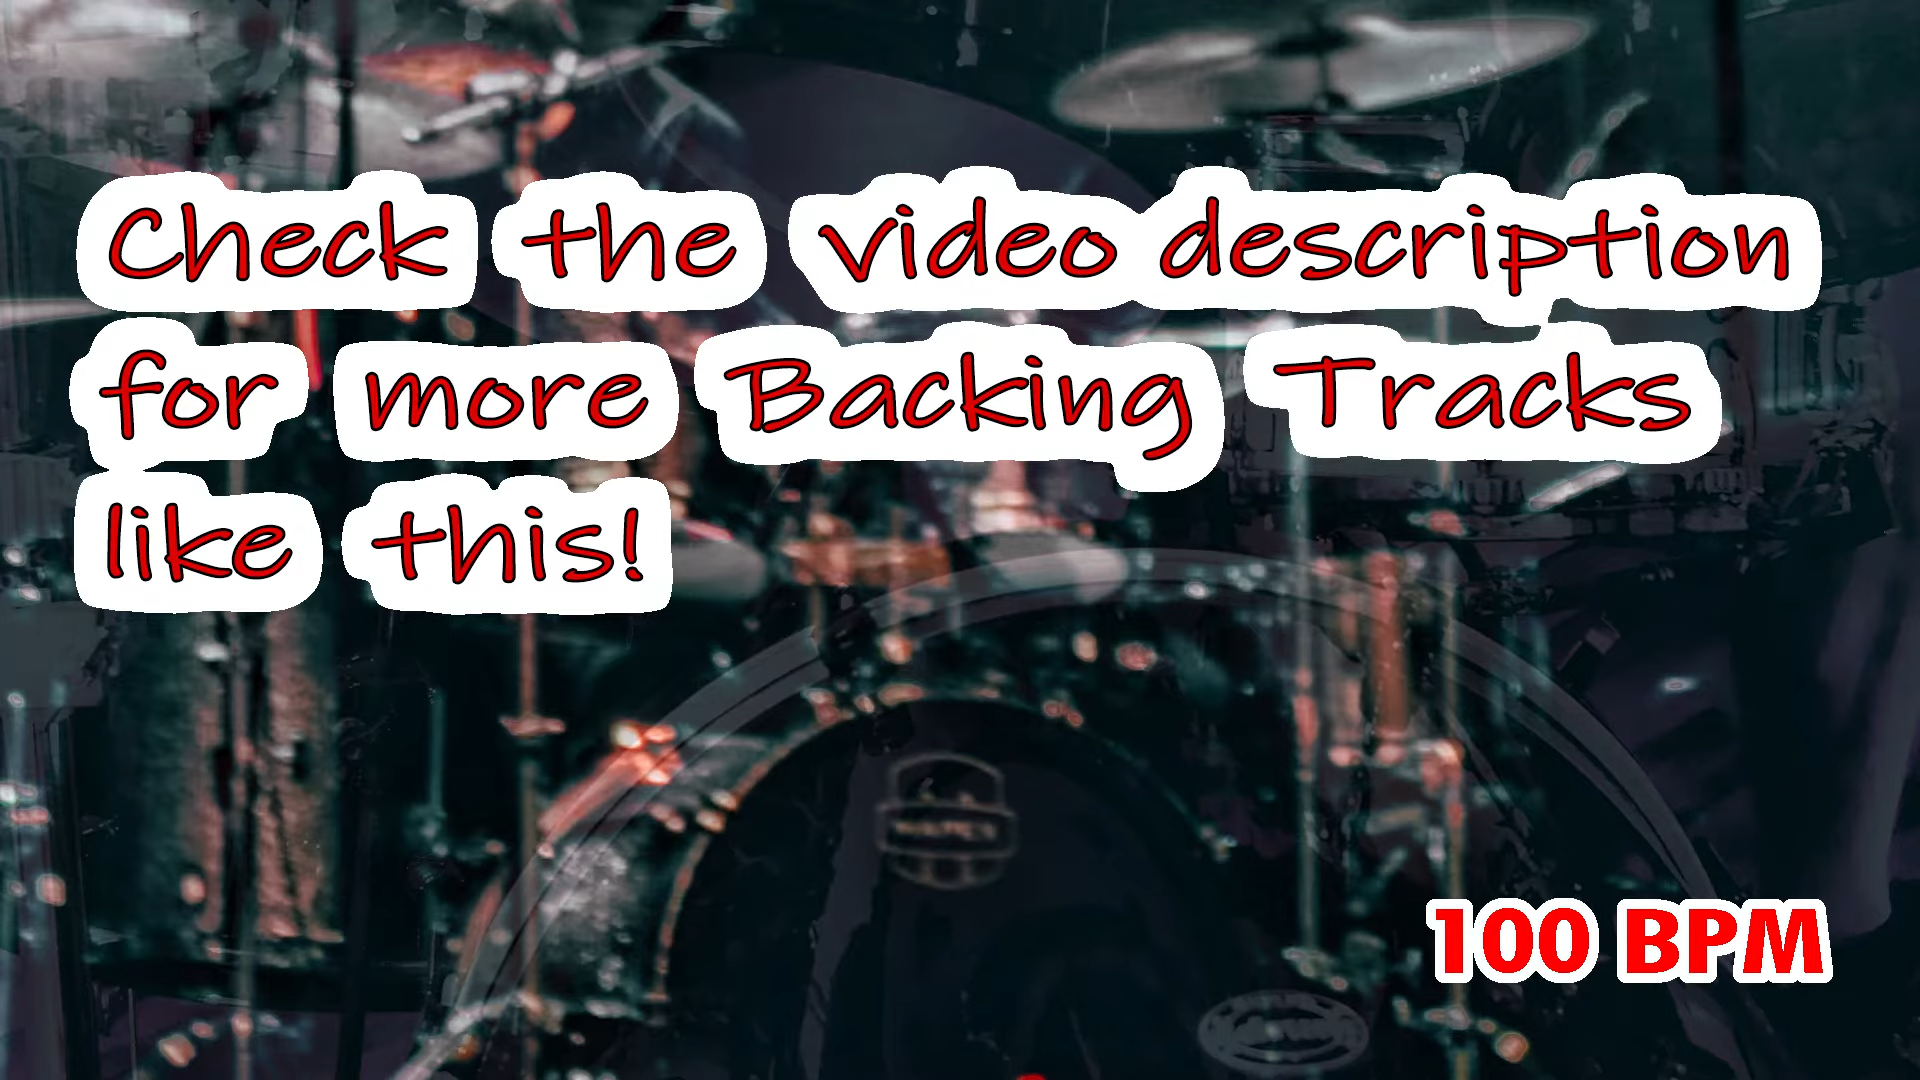 Check the video description
for more Backing Tracks
like this!
100 BPM